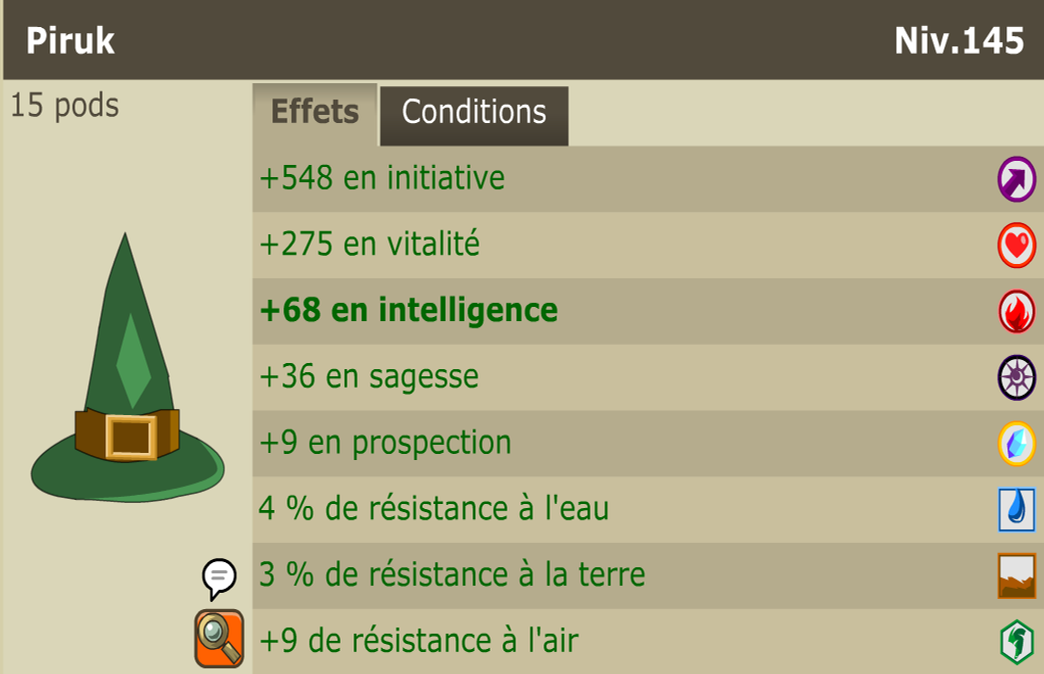 Piruk
Niv.145
15 pods
Effets
Conditions
+548 en initiative
+275 en vitalité
+68 en intelligence
+36 en sagesse
+9 en prospection
4 % de résistance à l'eau
3 % de résistance à la terre
+9 de résistance à l'air